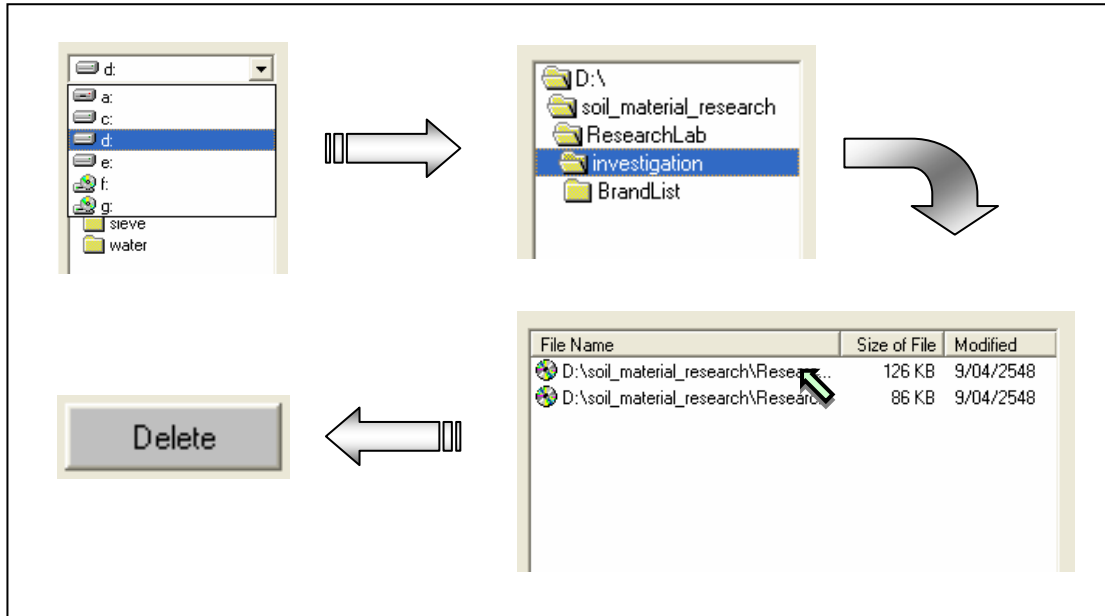 d:
a:
c:
d:
e:
f:
g:
sieve
water
D:\
soil_material_research
ResearchLab
investigation
BrandList
File Name Size of File Modified
D:\soil_material_research\Researc... 126 KB 9/04/2548
D:\soil_material_research\Researc 86 KB 9/04/2548
Delete